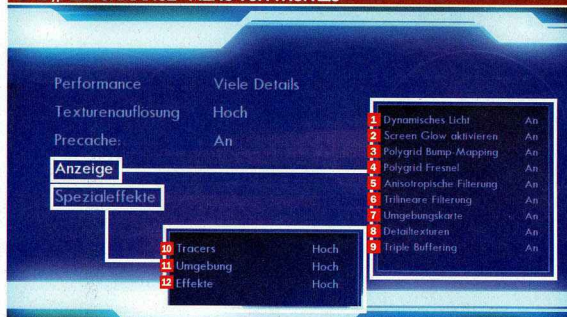 Performance Viele Details
Texturenauflösung Hoch
Precache: An
Anzeige
Spezialeffekte
1 Dynamisches Licht An
2 Screen Glow aktivieren An
3 Polygrid Bump-Mapping An
4 Polygrid Fresnel An
5 Anisotropische Filterung An
6 Trilineare Filterung An
7 Umgebungskarte An
8 Detailtexturen An
9 Triple Buffering An
10 Tracers Hoch
11 Umgebung Hoch
12 Effekte Hoch